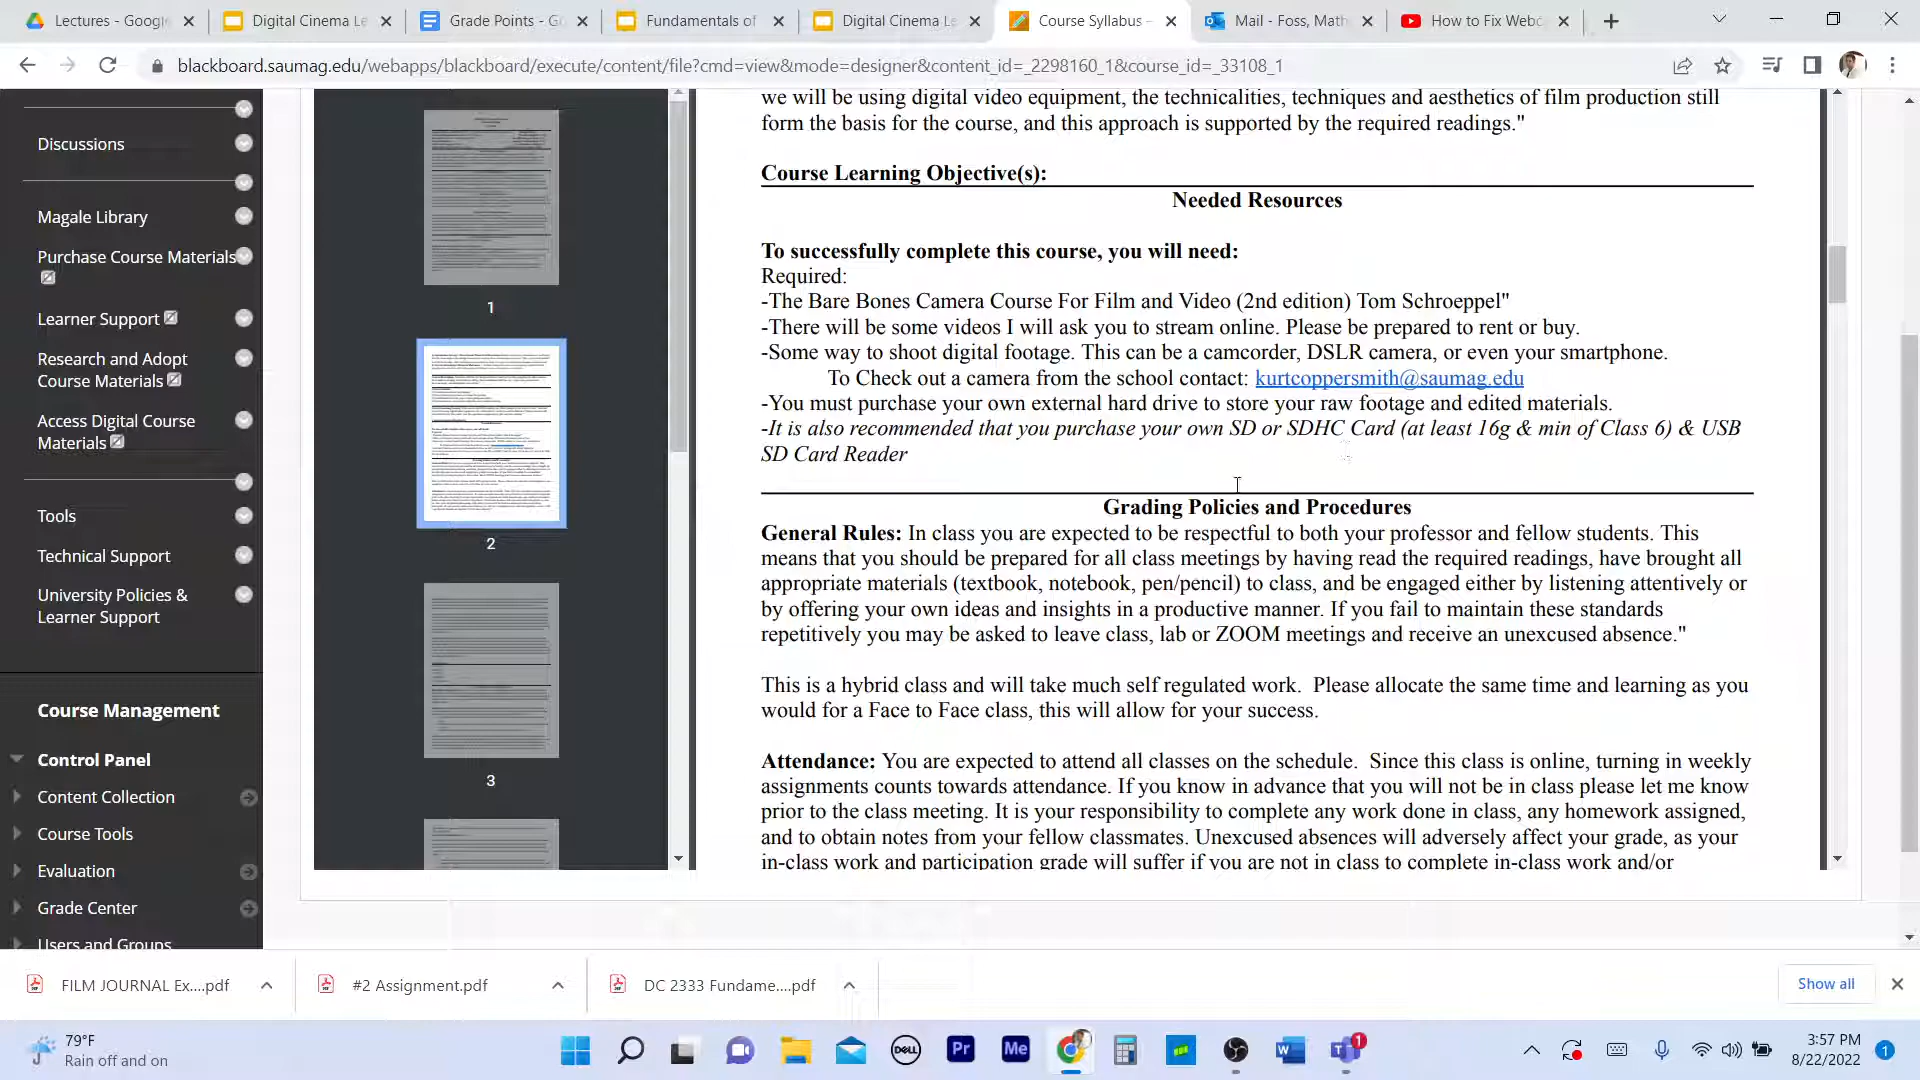 Lectures - Google
Digital Cinema Le
Grade Points - Go
Fundamentals of
Digital Cinema Le
Course Syllabus –
Mail - Foss, Math
How to Fix Webc
blackboard.saumag.edu/webapps/blackboard/execute/content/file?cmd=view&mode=designer&content_id=_2298160_1&course_id=_33108_1
Discussions
Magale Library
Purchase Course Materials
Learner Support
Research and Adopt
Course Materials
Access Digital Course
Materials
Tools
Technical Support
University Policies &
Learner Support
Course Management
Control Panel
Content Collection
Course Tools
Evaluation
Grade Center
Users and Groups
1
2
3
we will be using digital video equipment, the technicalities, techniques and aesthetics of film production still
form the basis for the course, and this approach is supported by the required readings."
Course Learning Objective(s):
Needed Resources
To successfully complete this course, you will need:
Required:
-The Bare Bones Camera Course For Film and Video (2nd edition) Tom Schroeppel"
-There will be some videos I will ask you to stream online. Please be prepared to rent or buy.
-Some way to shoot digital footage. This can be a camcorder, DSLR camera, or even your smartphone.
To Check out a camera from the school contact: kurtcoppersmith@saumag.edu
-You must purchase your own external hard drive to store your raw footage and edited materials.
-It is also recommended that you purchase your own SD or SDHC Card (at least 16g & min of Class 6) & USB
SD Card Reader
Grading Policies and Procedures
General Rules: In class you are expected to be respectful to both your professor and fellow students. This
means that you should be prepared for all class meetings by having read the required readings, have brought all
appropriate materials (textbook, notebook, pen/pencil) to class, and be engaged either by listening attentively or
by offering your own ideas and insights in a productive manner. If you fail to maintain these standards
repetitively you may be asked to leave class, lab or ZOOM meetings and receive an unexcused absence."
This is a hybrid class and will take much self regulated work.  Please allocate the same time and learning as you
would for a Face to Face class, this will allow for your success.
Attendance: You are expected to attend all classes on the schedule.  Since this class is online, turning in weekly
assignments counts towards attendance. If you know in advance that you will not be in class please let me know
prior to the class meeting. It is your responsibility to complete any work done in class, any homework assigned,
and to obtain notes from your fellow classmates. Unexcused absences will adversely affect your grade, as your
in-class work and participation grade will suffer if you are not in class to complete in-class work and/or
FILM JOURNAL Ex....pdf
#2 Assignment.pdf
DC 2333 Fundame....pdf
Show all
79°F
Rain off and on
DELL
Pr
Me
W
1
3:57 PM
8/22/2022
1